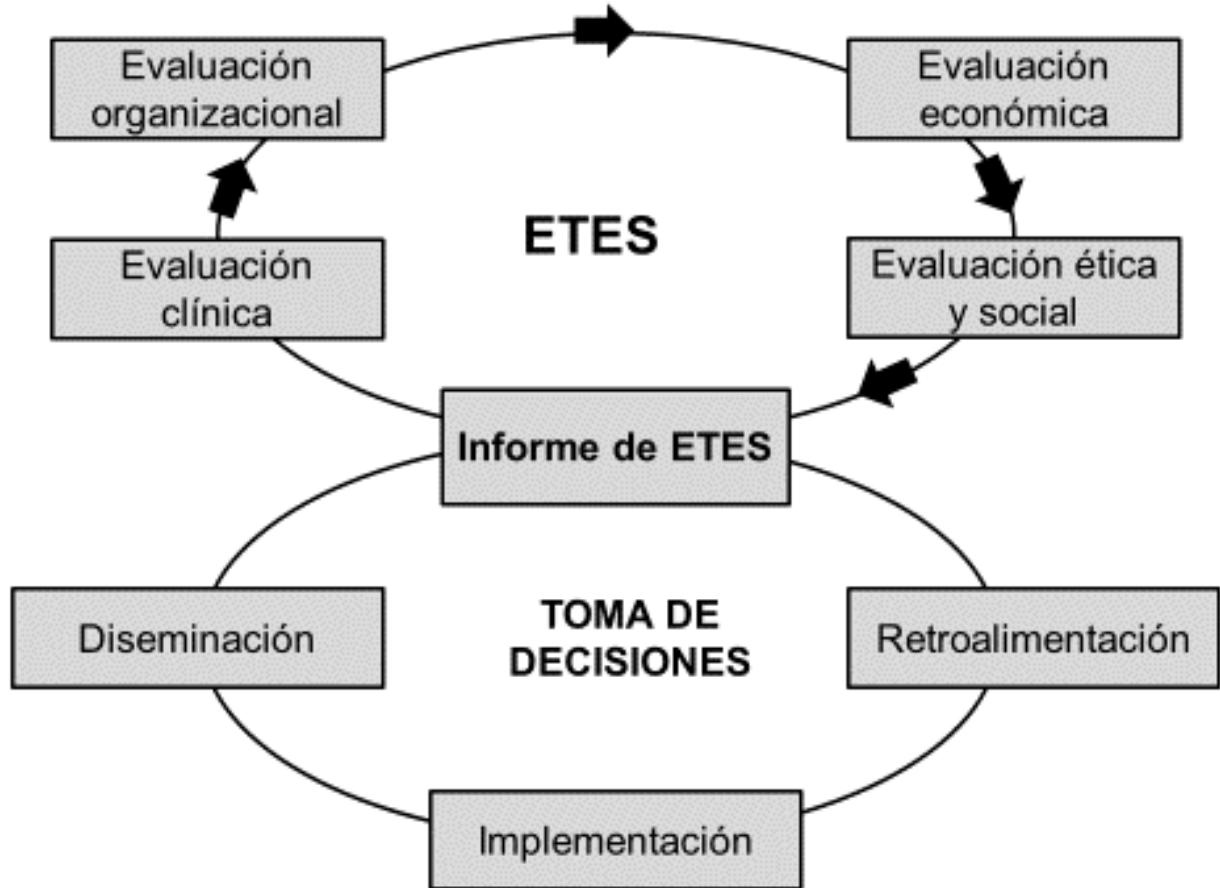 Evaluación
organizacional
Evaluación
económica
ETES
Evaluación
clínica
Evaluación ética
y social
Informe de ETES
Diseminación
TOMA DE
DECISIONES
Retroalimentación
Implementación